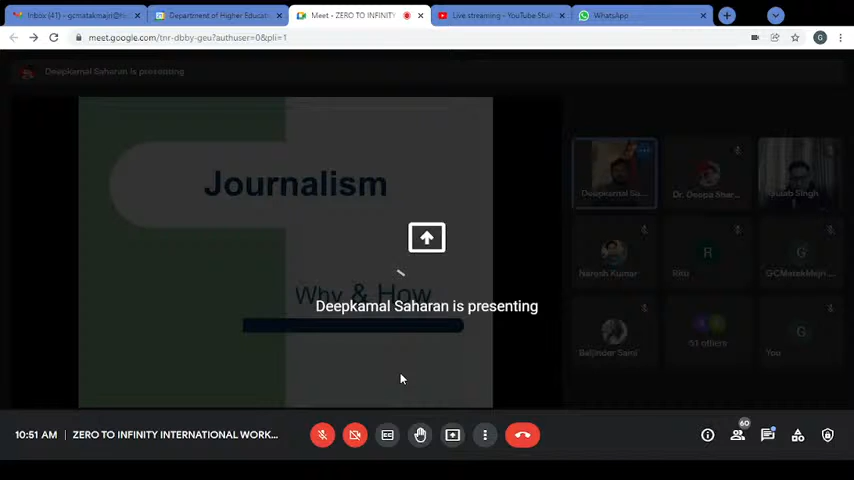 Inbox (41) - gcmatakmajri@h
Department of Higher Educati
Meet - ZERO TO INFINITY
Live streaming - YouTube Stu
WhatsApp
meet.google.com/tnr-dbby-geu?authuser=0&pli=1
G
Deepkamal Saharan is presenting
Journalism
Why & How
Deepkamal Saharan is presenting
Deepkamal Sa...
Dr. Deepa Shar...
Gulab Singh
Naresh Kumar
R
Ritu
G
GCMatakMajri...
Baljinder Saini
51 others
G
You
10:51 AM | ZERO TO INFINITY INTERNATIONAL WORK...
CC
60